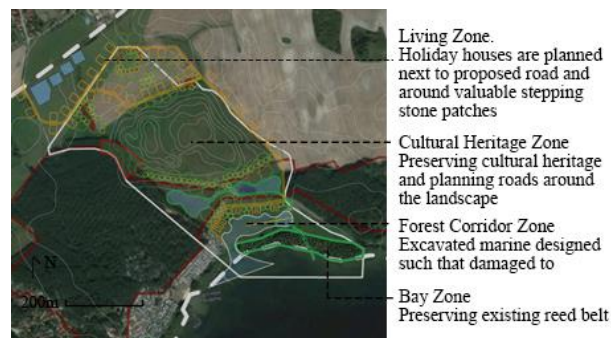 Living Zone.
Holiday houses are planned
next to proposed road and
around valuable stepping
stone patches
Cultural Heritage Zone
Preserving cultural heritage
and planning roads around
the landscape
Forest Corridor Zone
Excavated marine designed
such that damaged to
Bay Zone
Preserving existing reed belt
N
200m